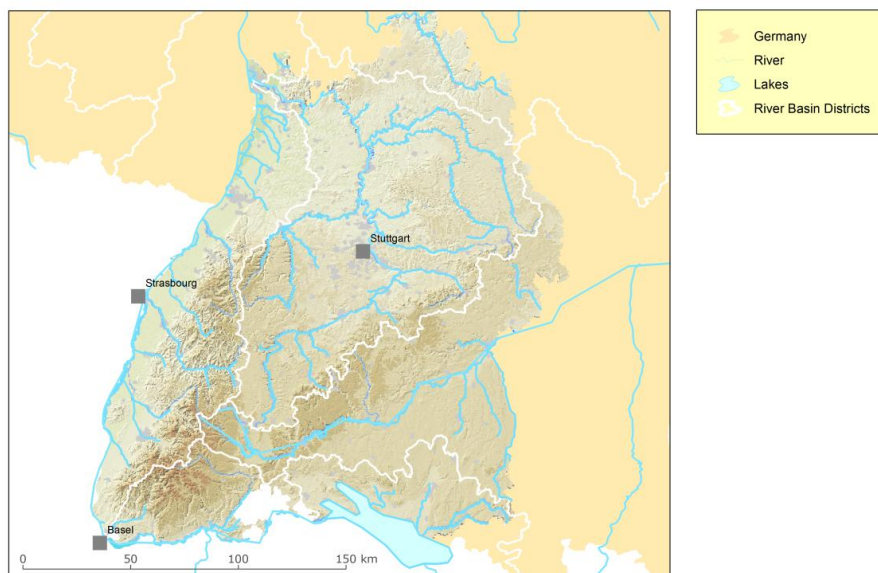 Germany
River
Lakes
River Basin Districts
Stuttgart
Strasbourg
Basel
0 50 100 150 km